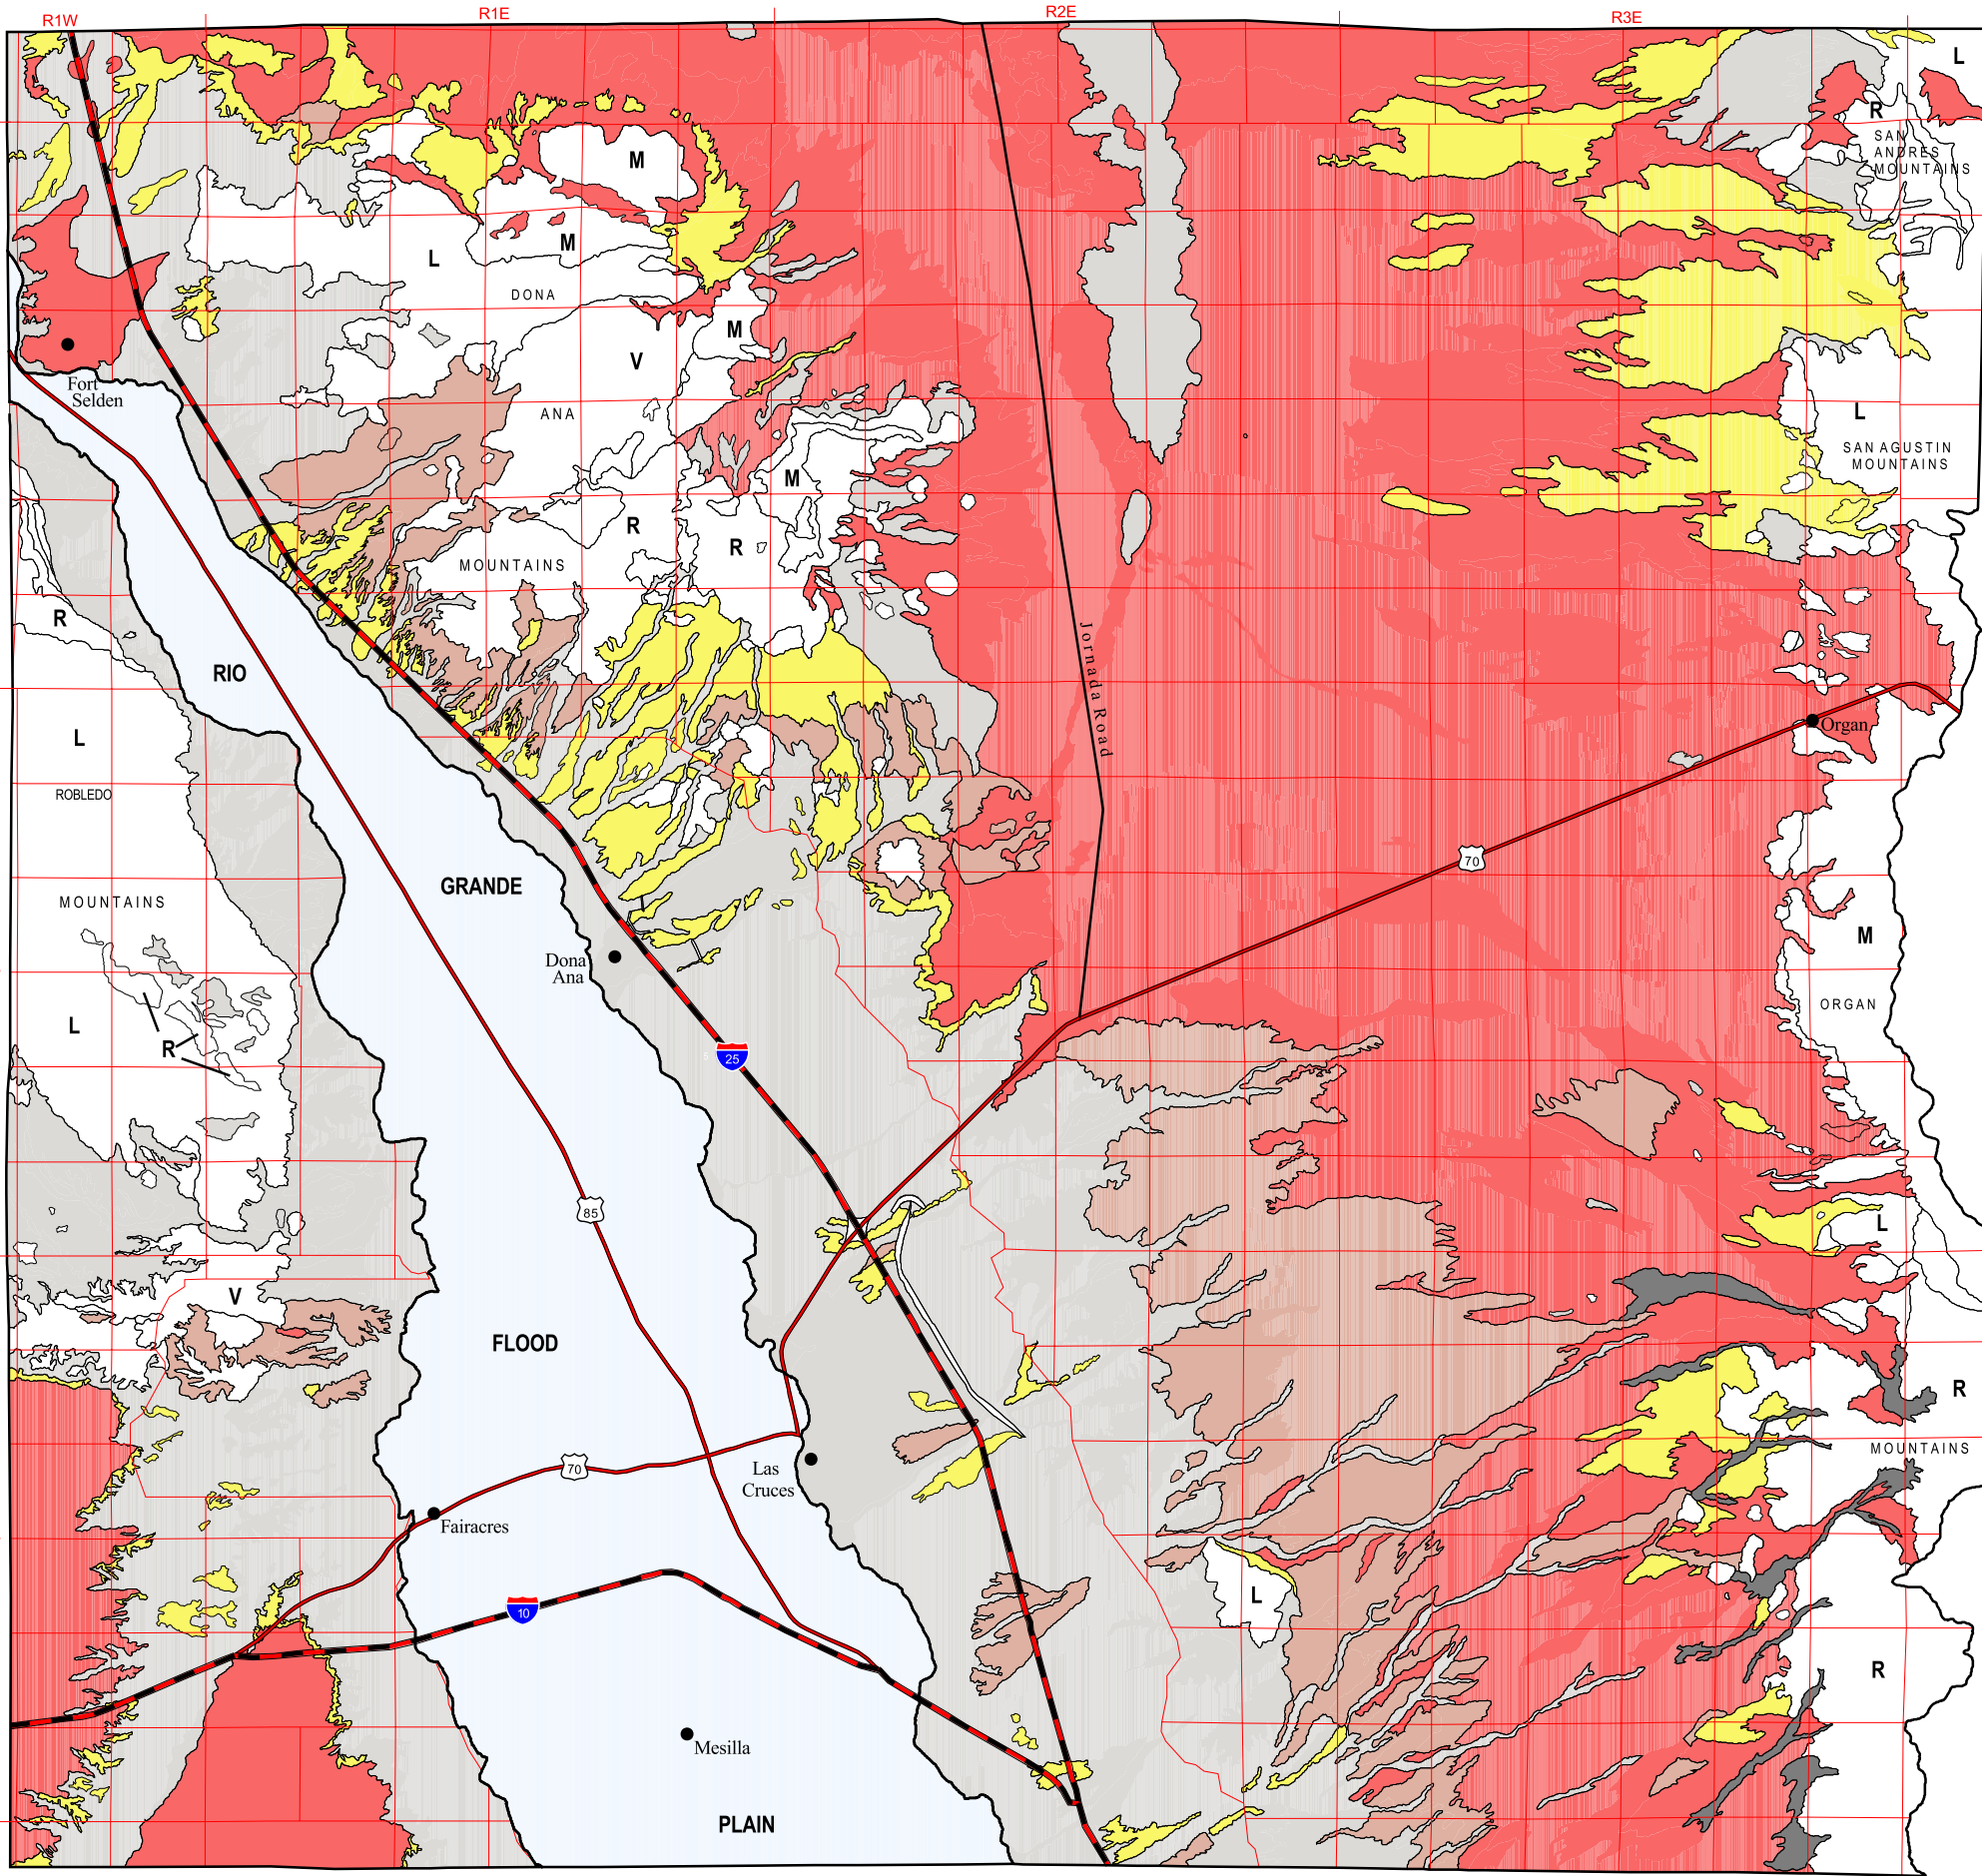 R1W
R1E
R2E
R3E
L
R
SAN
ANDRES
MOUNTAINS
M
M
L
DONA
M
V
Fort
Selden
ANA
L
SAN AGUSTIN
MOUNTAINS
M
R
R
MOUNTAINS
R
RIO
Jornada Road
Organ
L
ROBLEDO
70
GRANDE
MOUNTAINS
M
Dona
Ana
ORGAN
L
R
25
85
L
V
FLOOD
R
MOUNTAINS
70
Las
Cruces
Fairacres
L
10
R
Mesilla
PLAIN